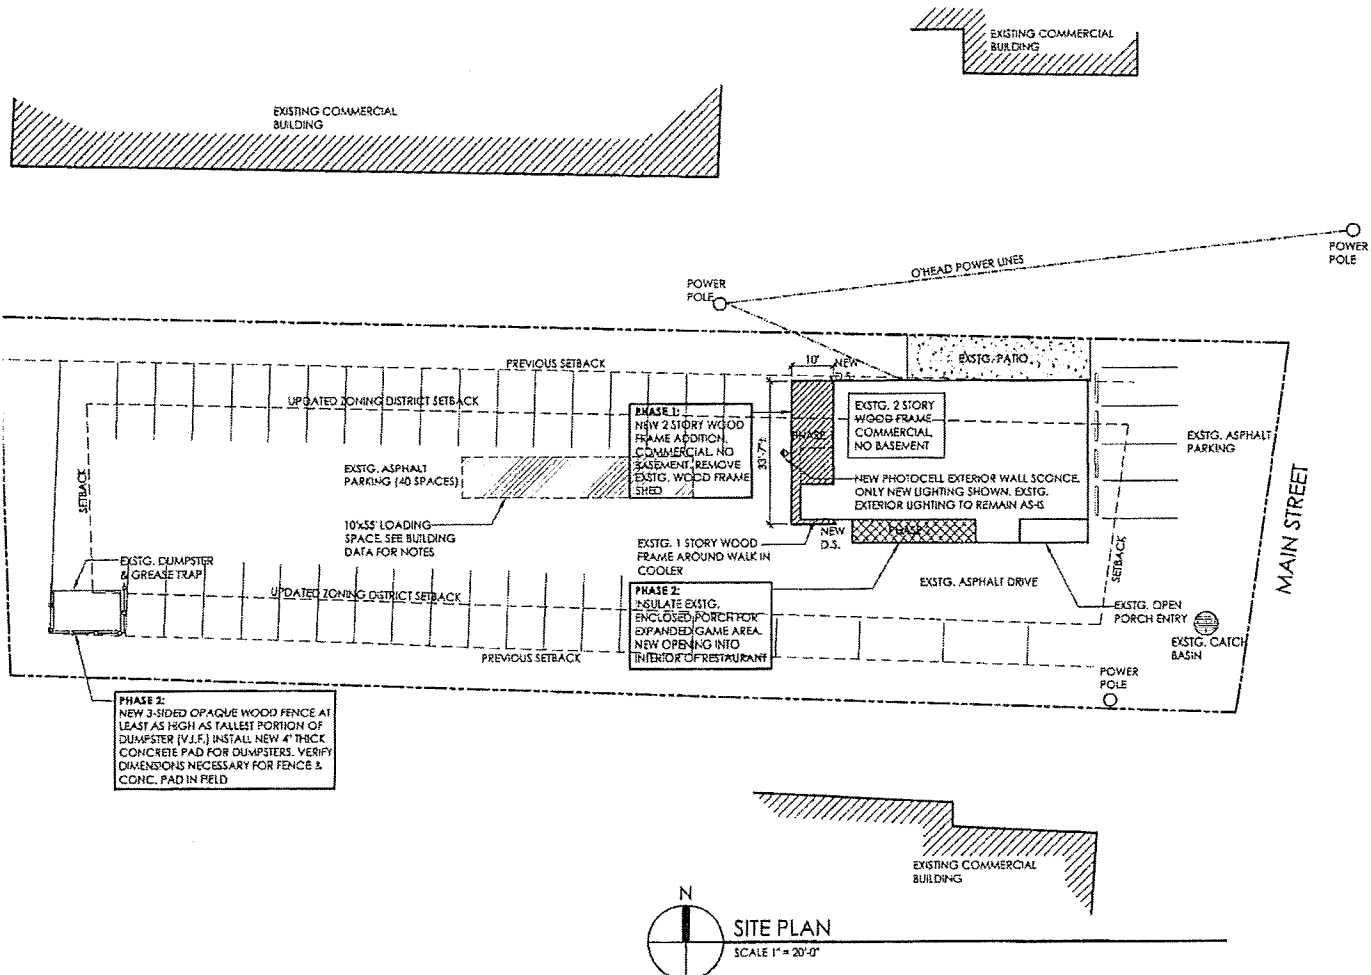 EXISTING COMMERCIAL
BUILDING
EXISTING COMMERCIAL
BUILDING
POWER
POLE
O'HEAD POWER LINES
POWER
POLE
PREVIOUS SETBACK
10'
NEW
D.S.
EXSTG. PATIO
UPDATED ZONING DISTRICT SETBACK
PHASE 1:
NEW 2 STORY WOOD
FRAME ADDITION,
COMMERCIAL. NO
BASEMENT, REMOVE
EXSTG. WOOD FRAME
SHED
PHASE
33'-7"±
EXSTG. 2 STORY
WOOD FRAME
COMMERCIAL,
NO BASEMENT
EXSTG. ASPHALT
PARKING
EXSTG. ASPHALT
PARKING (40 SPACES)
NEW PHOTOCELL EXTERIOR WALL SCONCE.
ONLY NEW LIGHTING SHOWN. EXSTG.
EXTERIOR LIGHTING TO REMAIN AS-IS
SETBACK
10'x55' LOADING
SPACE. SEE BUILDING
DATA FOR NOTES
NEW
D.S.
PHASE 2
EXSTG. 1 STORY WOOD
FRAME AROUND WALK IN
COOLER
SETBACK
MAIN STREET
EXSTG. DUMPSTER
& GREASE TRAP
EXSTG. ASPHALT DRIVE
UPDATED ZONING DISTRICT SETBACK
PHASE 2:
INSULATE EXSTG.
ENCLOSED PORCH FOR
EXPANDED GAME AREA.
NEW OPENING INTO
INTERIOR OF RESTAURANT
EXSTG. OPEN
PORCH ENTRY
EXSTG. CATCH
BASIN
PREVIOUS SETBACK
POWER
POLE
PHASE 2:
NEW 3-SIDED OPAQUE WOOD FENCE AT
LEAST AS HIGH AS TALLEST PORTION OF
DUMPSTER (V.I.F.) INSTALL NEW 4" THICK
CONCRETE PAD FOR DUMPSTERS. VERIFY
DIMENSIONS NECESSARY FOR FENCE &
CONC. PAD IN FIELD
EXISTING COMMERCIAL
BUILDING
N
SITE PLAN
SCALE 1" = 20'-0"